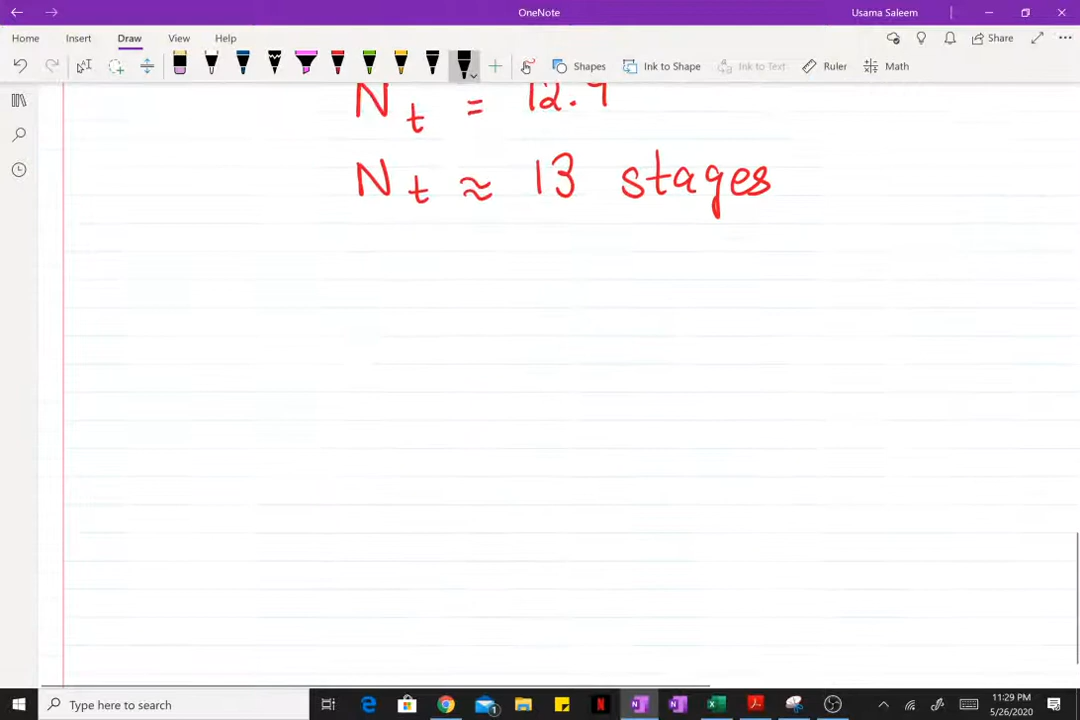 OneNote
Usama Saleem
Home Insert Draw View Help
Share
Shapes Ink to Shape Ink to Text Ruler Math
N t =
N t ≈ 13 stages
Type here to search
1
11:29 PM
5/26/2020